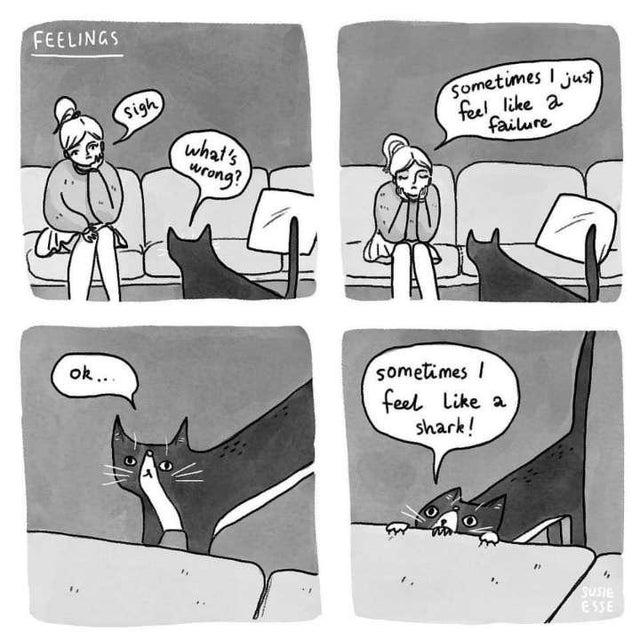 FEELINGS
sigh
what's
wrong?
sometimes I just
feel like a
failure
ok...
sometimes I
feel like a
shark!
SUSIE
ESSE